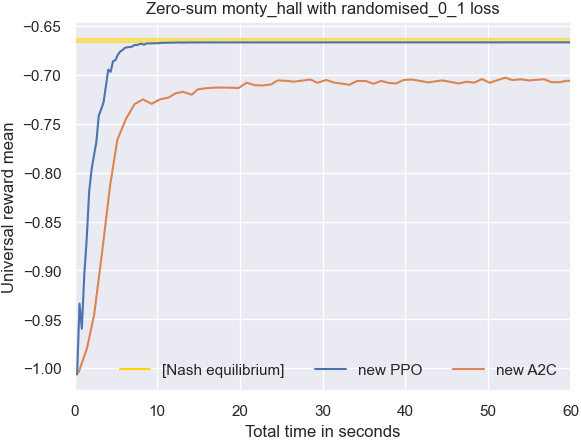 Zero-sum monty_hall with randomised_0_1 loss
Universal reward mean
−0.65
−0.70
−0.75
−0.80
−0.85
−0.90
−0.95
−1.00
[Nash equilibrium] new PPO new A2C
0 10 20 30 40 50 60
Total time in seconds